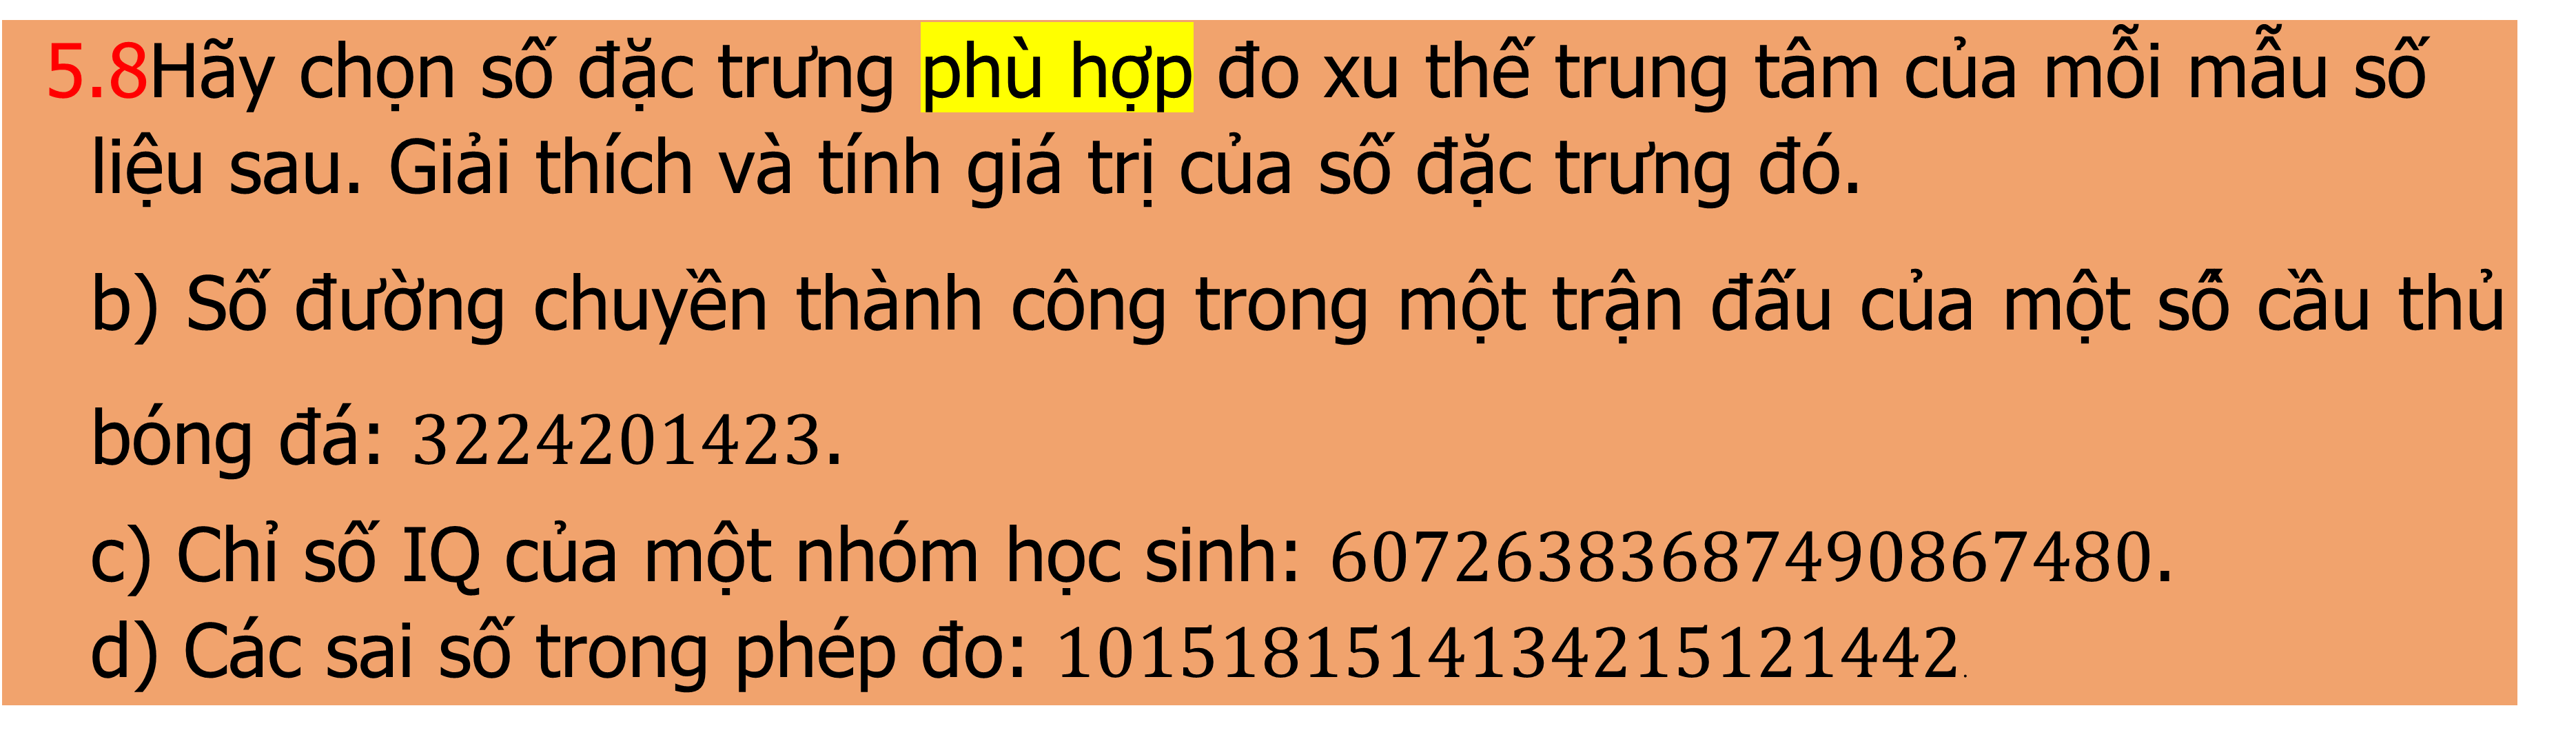 5.8Hãy chọn số đặc trưng phù hợp đo xu thế trung tâm của mỗi mẫu số
liệu sau. Giải thích và tính giá trị của số đặc trưng đó.
b) Số đường chuyền thành công trong một trận đấu của một số cầu thủ
bóng đá: 3224201423.
c) Chỉ số IQ của một nhóm học sinh: 60726383687490867480.
d) Các sai số trong phép đo: 1015181514134215121442.